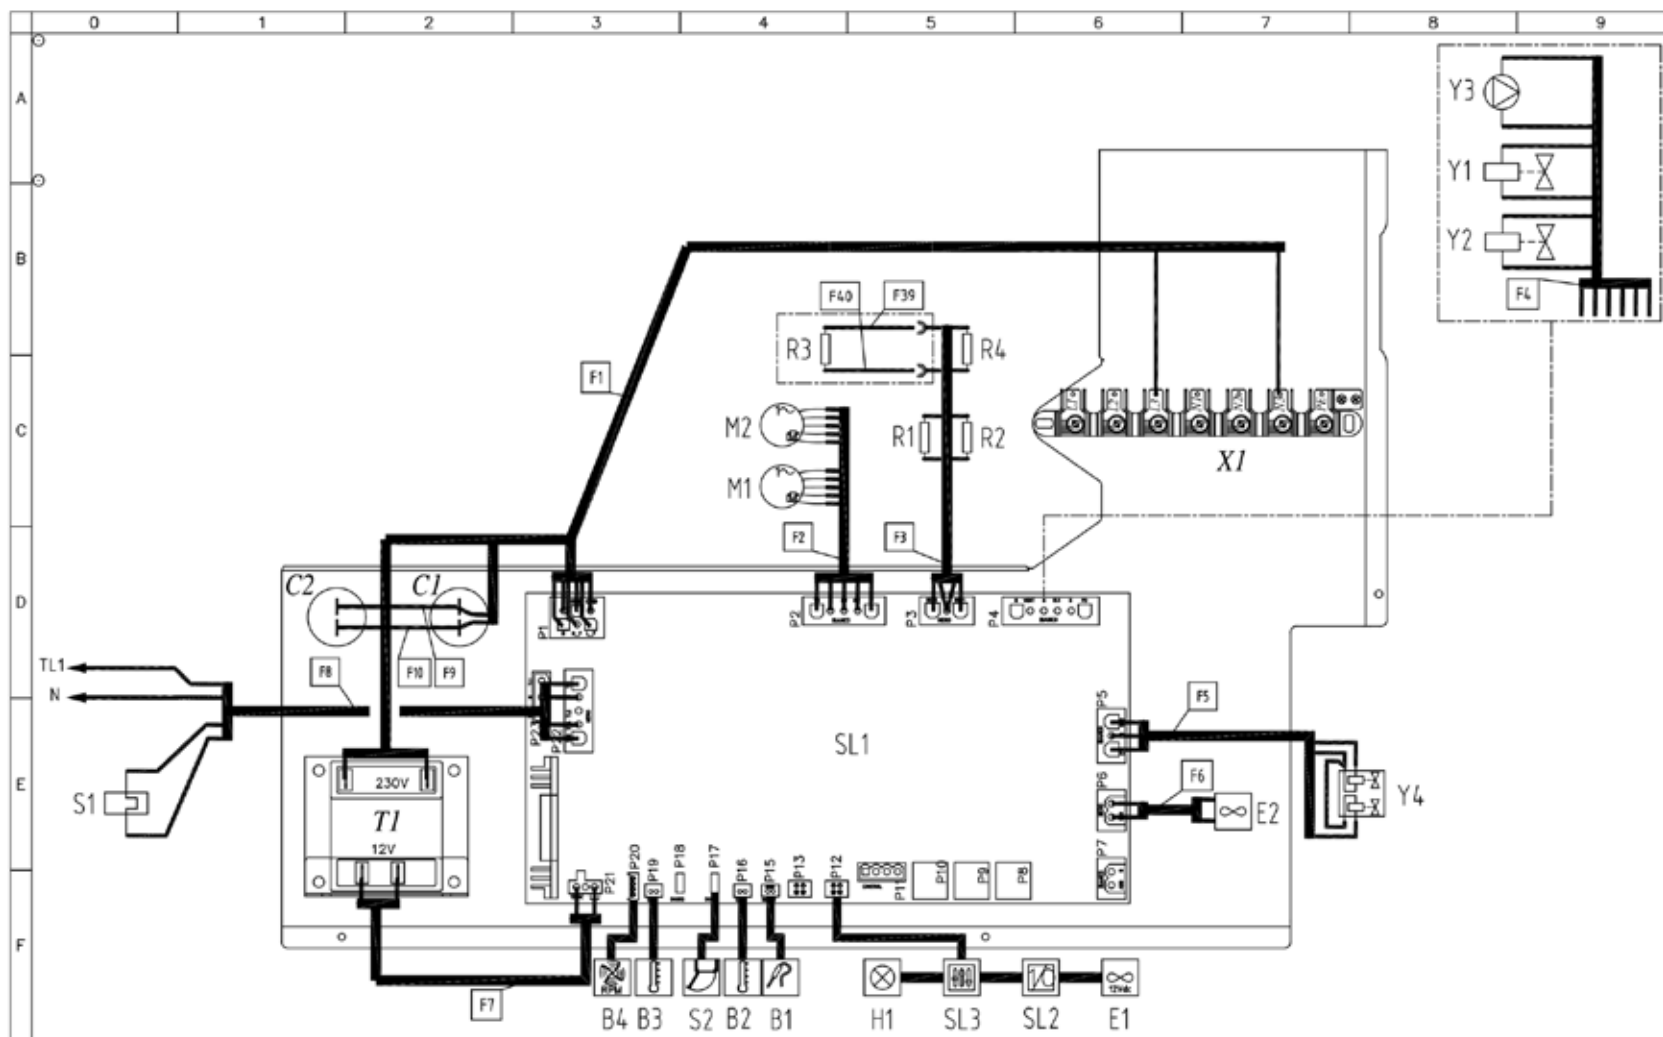 0 1 2 3 4 5 6 7 8 9
A
Y3
Y1
B
Y2
F4
F40 F39
R3 R4
F1
C
M2 R1 R2
X1
M1
F2 F3
C2 C1
D
P1 P2 P3 P4
TL1
F8 F10 F9
N
P5 F5
SL1
230V
E
P6 F6
S1 E2 Y4
T1
12V
P7
P20 P19 P18 P17 P16 P15 P13 P12 P11 P10 P9 P8
P21
F
RPM 12Vdc
F7
B4 B3 S2 B2 B1 H1 SL3 SL2 E1